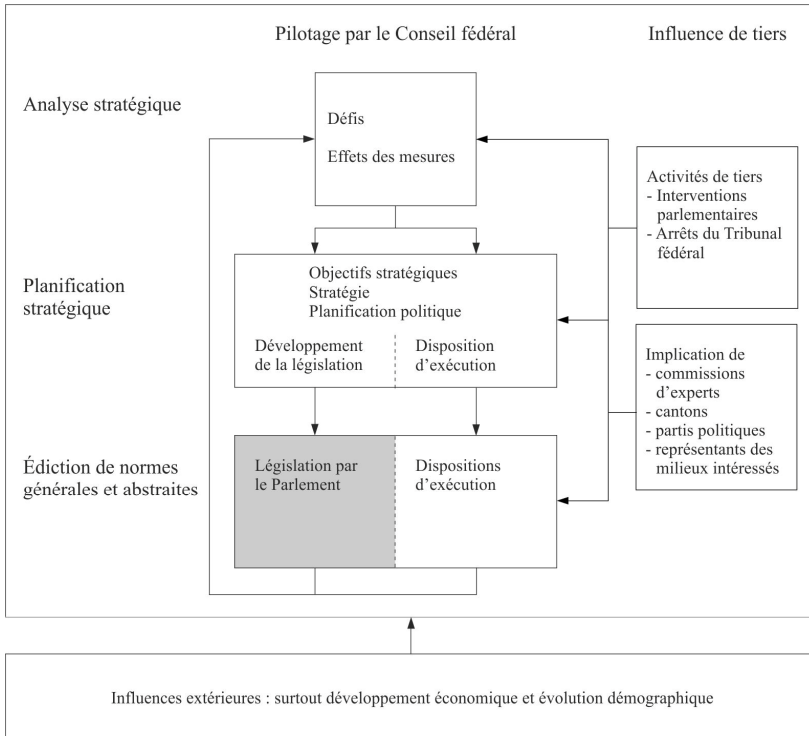 Pilotage par le Conseil fédéral
Influence de tiers
Analyse stratégique
Défis
Effets des mesures
Activités de tiers
- Interventions
parlementaires
- Arrêts du Tribunal
fédéral
Planification
stratégique
Objectifs stratégiques
Stratégie
Planification politique
Développement
de la législation
Disposition
d'exécution
Implication de
- commissions
d'experts
- cantons
- partis politiques
- représentants des
milieux intéressés
Édiction de normes
générales et abstraites
Législation par
le Parlement
Dispositions
d'exécution
Influences extérieures : surtout développement économique et évolution démographique